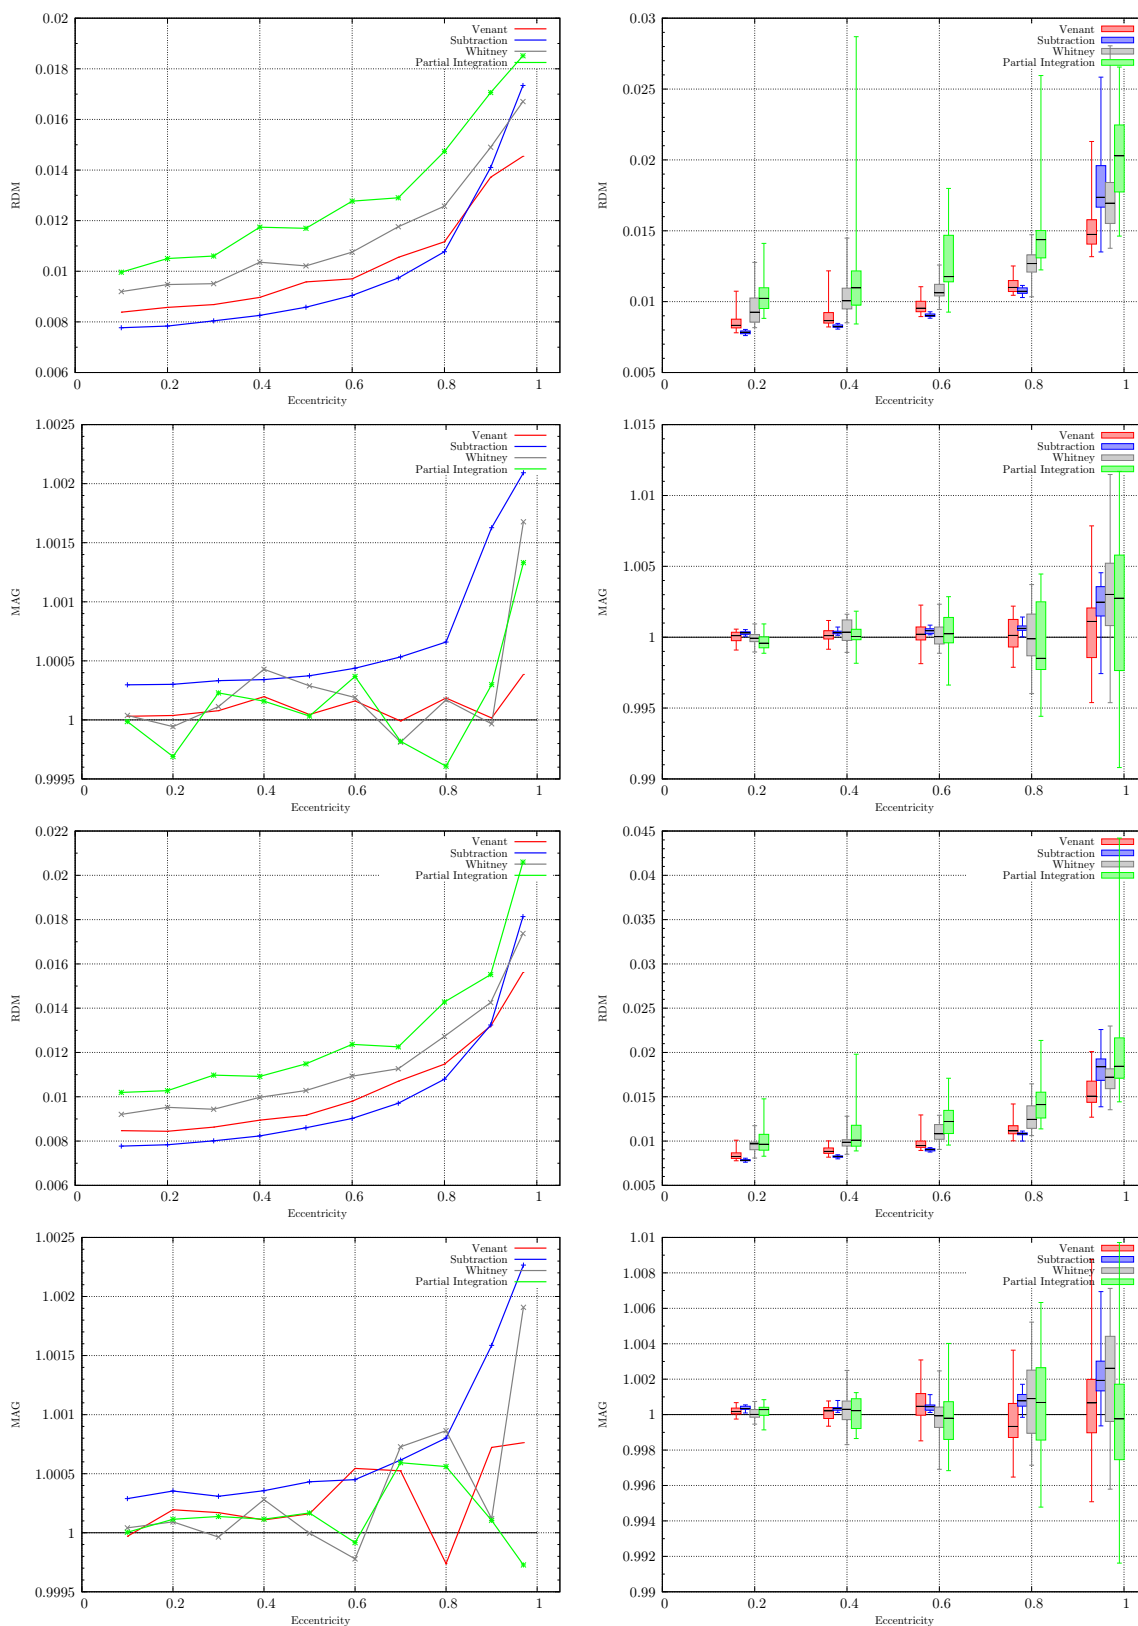 0.02
0.018
0.016
0.014
0.012
0.01
0.008
0.006
RDM
0 0.2 0.4 0.6 0.8 1
Eccentricity
Venant
Subtraction
Whitney
Partial Integration
0.03
0.025
0.02
0.015
0.01
0.005
RDM
0 0.2 0.4 0.6 0.8 1
Eccentricity
Venant
Subtraction
Whitney
Partial Integration
1.0025
1.002
1.0015
1.001
1.0005
1
0.9995
MAG
0 0.2 0.4 0.6 0.8 1
Eccentricity
Venant
Subtraction
Whitney
Partial Integration
1.015
1.01
1.005
1
0.995
0.99
MAG
0 0.2 0.4 0.6 0.8 1
Eccentricity
Venant
Subtraction
Whitney
Partial Integration
0.022
0.02
0.018
0.016
0.014
0.012
0.01
0.008
0.006
RDM
0 0.2 0.4 0.6 0.8 1
Eccentricity
Venant
Subtraction
Whitney
Partial Integration
0.045
0.04
0.035
0.03
0.025
0.02
0.015
0.01
0.005
RDM
0 0.2 0.4 0.6 0.8 1
Eccentricity
Venant
Subtraction
Whitney
Partial Integration
1.0025
1.002
1.0015
1.001
1.0005
1
0.9995
MAG
0 0.2 0.4 0.6 0.8 1
Eccentricity
Venant
Subtraction
Whitney
Partial Integration
1.01
1.008
1.006
1.004
1.002
1
0.998
0.996
0.994
0.992
0.99
MAG
0 0.2 0.4 0.6 0.8 1
Eccentricity
Venant
Subtraction
Whitney
Partial Integration